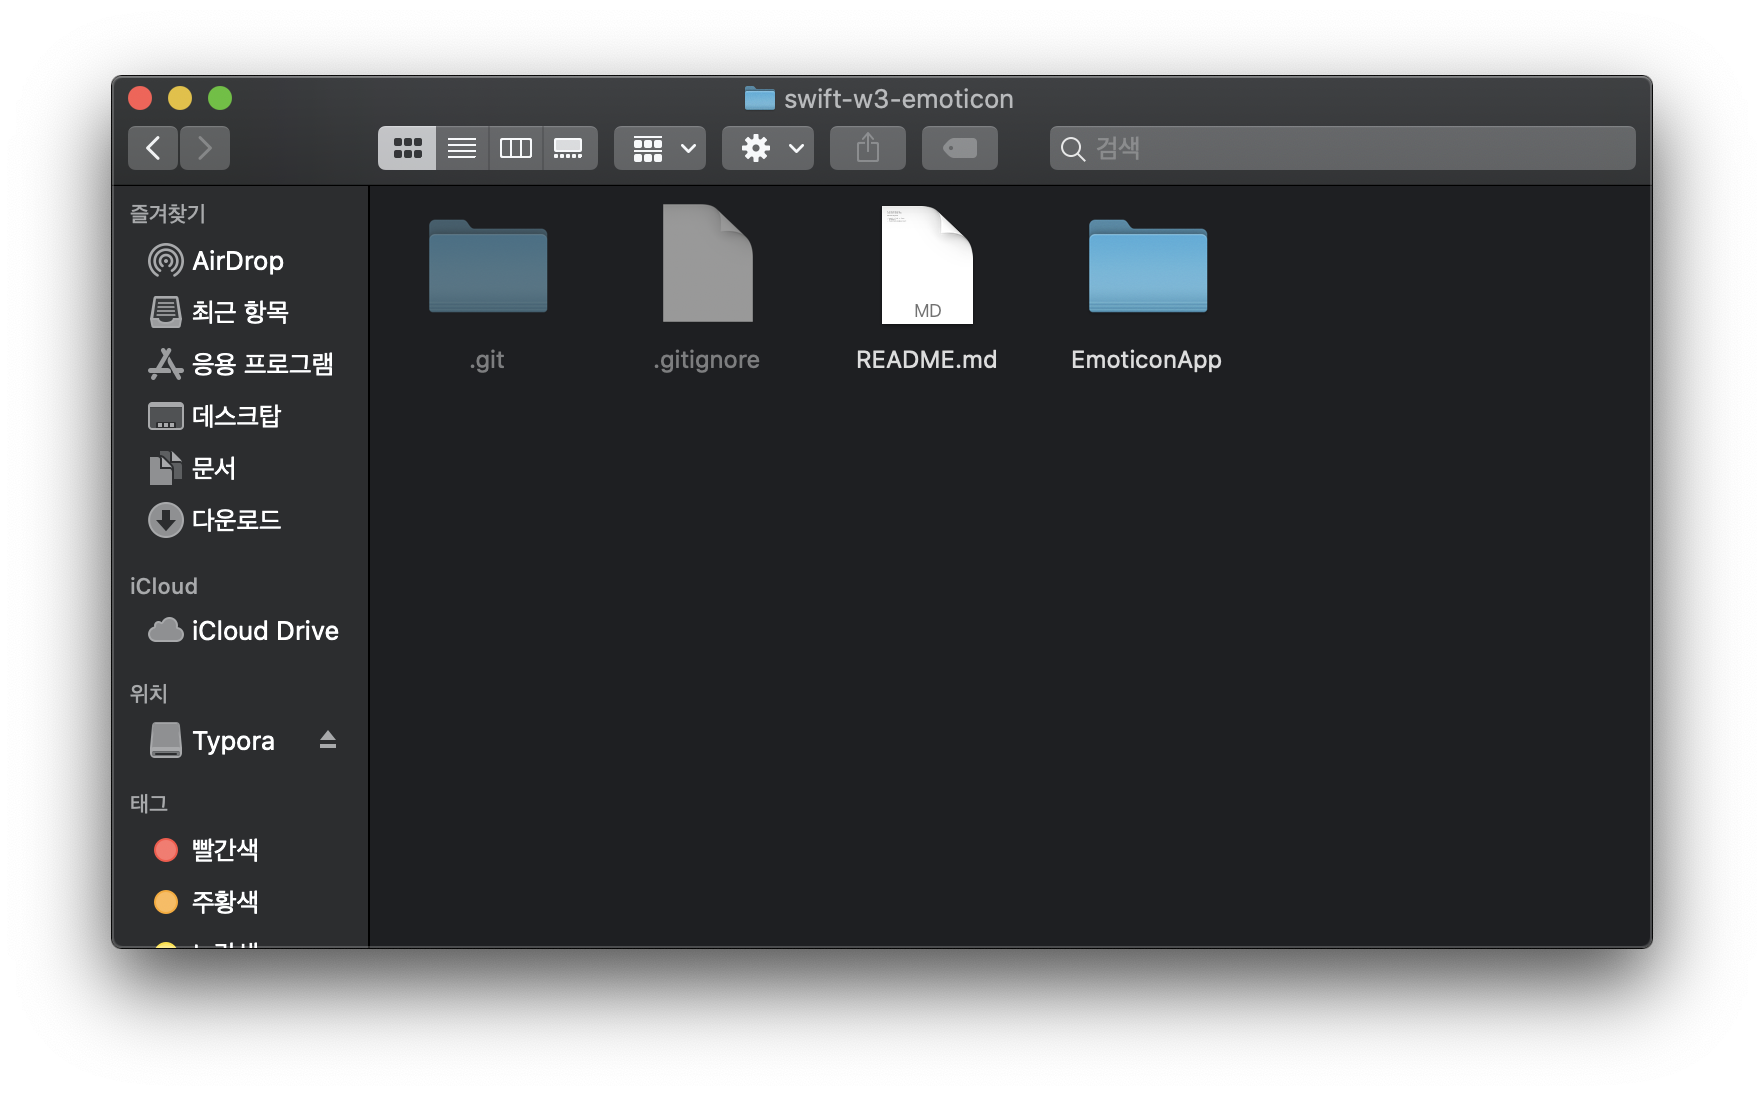 swift-w3-emoticon
검색
즐겨찾기
AirDrop
최근 항목
응용 프로그램
데스크탑
문서
다운로드
iCloud
iCloud Drive
위치
Typora
태그
빨간색
주황색
.git
.gitignore
MD
README.md
EmoticonApp